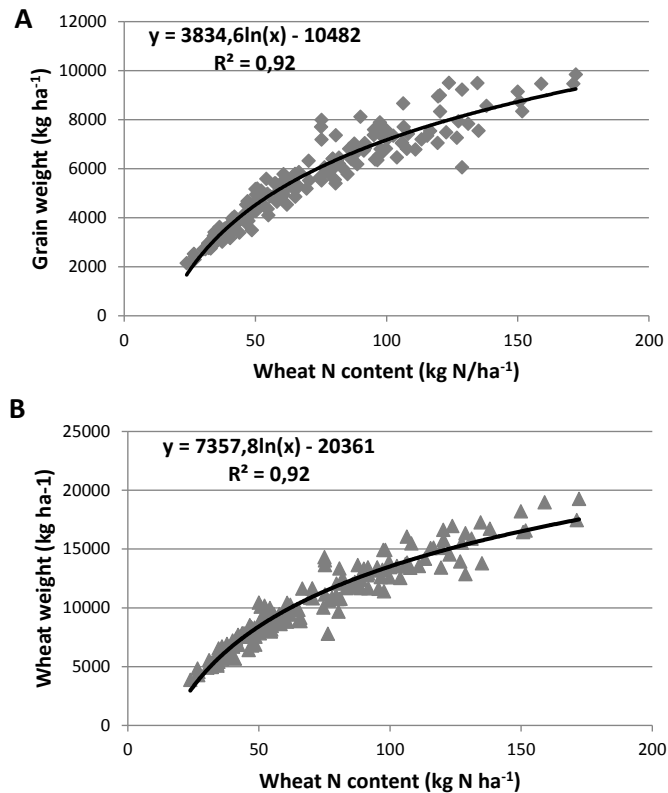 A
y = 3834,6ln(x) - 10482
R² = 0,92
Grain weight (kg ha⁻¹)
12000
10000
8000
6000
4000
2000
0
0 50 100 150 200
Wheat N content (kg N/ha⁻¹)
B
y = 7357,8ln(x) - 20361
R² = 0,92
Wheat weight (kg ha-1)
25000
20000
15000
10000
5000
0
0 50 100 150 200
Wheat N content (kg N ha⁻¹)